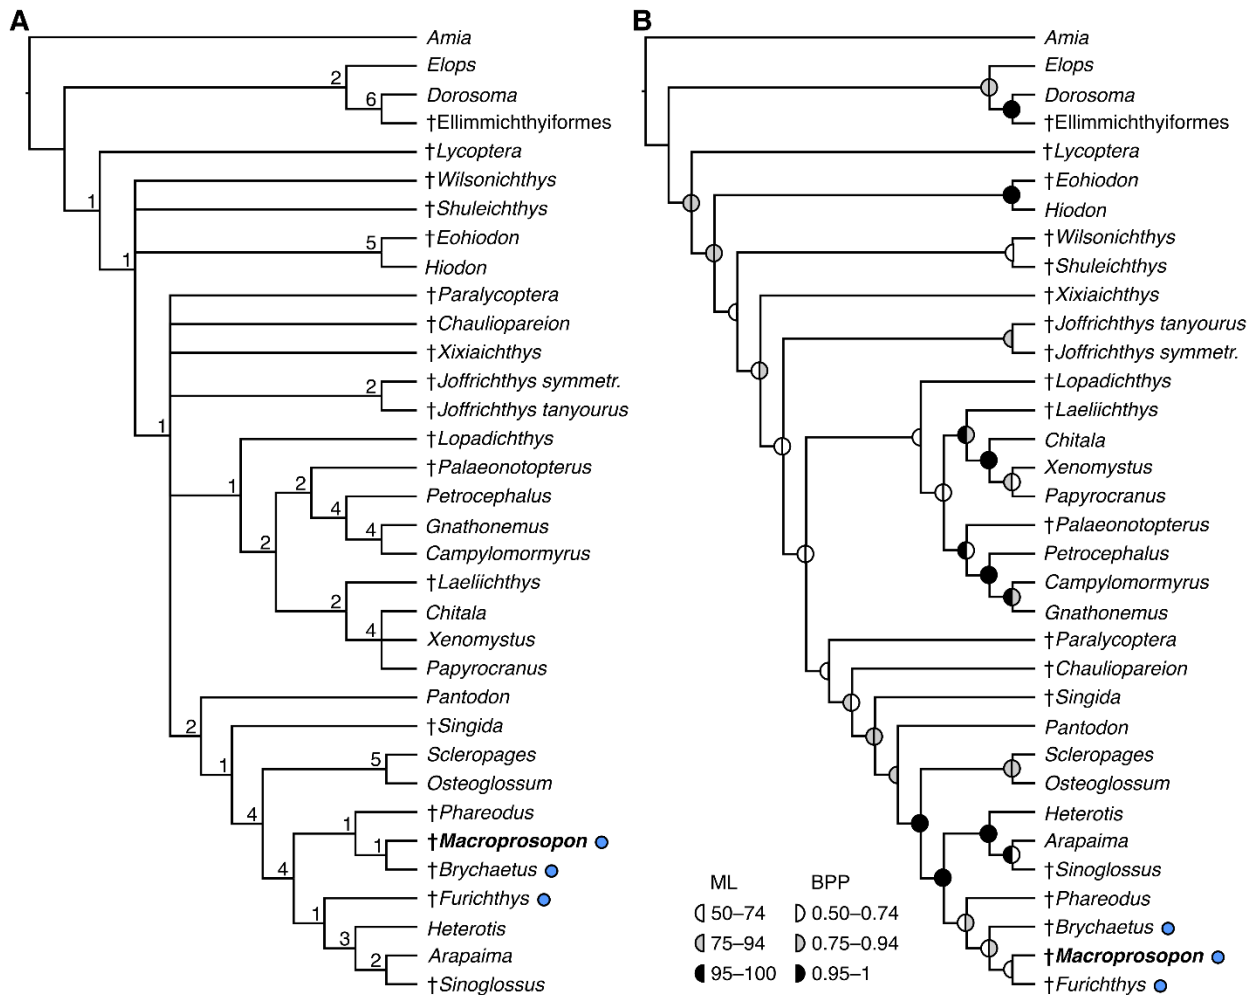 A
Amia
Elops
2
Dorosoma
6
†Ellimmichthyiformes
†Lycoptera
†Wilsonichthys
1
†Shuleichthys
†Eohiodon
5
1
Hiodon
†Paralycoptera
†Chauliopareion
†Xixiaichthys
†Joffrichthys symmetr.
2
†Joffrichthys tanyourus
1
†Lopadichthys
†Palaeonotopterus
2
1
Petrocephalus
4
Gnathonemus
4
2
Campylomormyrus
†Laeliichthys
2
Chitala
4
Xenomystus
Papyrocranus
Pantodon
2
†Singida
Scleropages
1
5
Osteoglossum
†Phareodus
4
1
†Macroprosopon
1
†Brychaetus
4
†Furichthys
1
Heterotis
3
Arapaima
2
†Sinoglossus
B
Amia
Elops
Dorosoma
†Ellimmichthyiformes
†Lycoptera
†Eohiodon
Hiodon
†Wilsonichthys
†Shuleichthys
†Xixiaichthys
†Joffrichthys tanyourus
†Joffrichthys symmetr.
†Lopadichthys
†Laeliichthys
Chitala
Xenomystus
Papyrocranus
†Palaeonotopterus
Petrocephalus
Campylomormyrus
Gnathonemus
†Paralycoptera
†Chauliopareion
†Singida
Pantodon
Scleropages
Osteoglossum
Heterotis
Arapaima
†Sinoglossus
†Phareodus
†Brychaetus
†Macroprosopon
†Furichthys
ML BPP
50–74 0.50–0.74
75–94 0.75–0.94
95–100 0.95–1